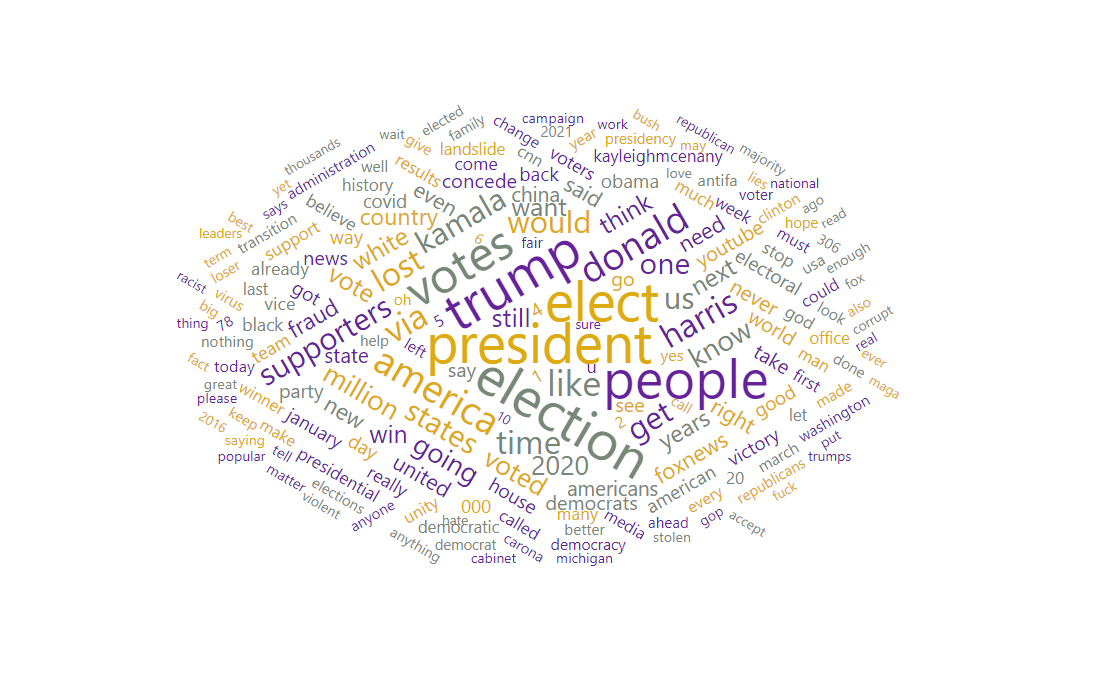 elected
bush
campaign
work
republican
family
change
2021
year
presidency
may
wait
give
landslide
cnn
voters
kayleighmcenany
majority
thousands
administration
well
results
come
back
obama
love
antifa
lies
national
yet
says
history
covid
even
concede
china
said
much
week
voter
clinton
ago
best
believe
country
kamala
want
would
think
need
youtube
hope
read
leaders
transition
support
way
white
6
fair
donald
must
306
term
news
lost
votes
trump
one
next
electoral
stop
usa
enough
loser
already
vote
oh
go
elect
us
never
god
could
fox
racist
virus
last
got
via
4
harris
world
look
also
big
vice
fraud
supporters
5
still
sure
know
man
office
corrupt
thing
78
black
team
help
left
president
yes
take
done
real
nothing
state
america
say
7
u
first
ever
fact
today
like
people
maga
great
winner
party
million
states
election
see
call
get
right
good
made
please
keep
make
new
10
2
years
let
washington
2016
january
win
going
time
victory
put
saying
day
voted
2020
foxnews
march
trumps
popular
tell
presidential
really
united
house
americans
american
20
republicans
matter
elections
000
democrats
every
fuck
violent
anyone
unity
hate
called
many
media
ahead
gop
accept
democratic
better
stolen
anything
democrat
carona
democracy
cabinet
michigan